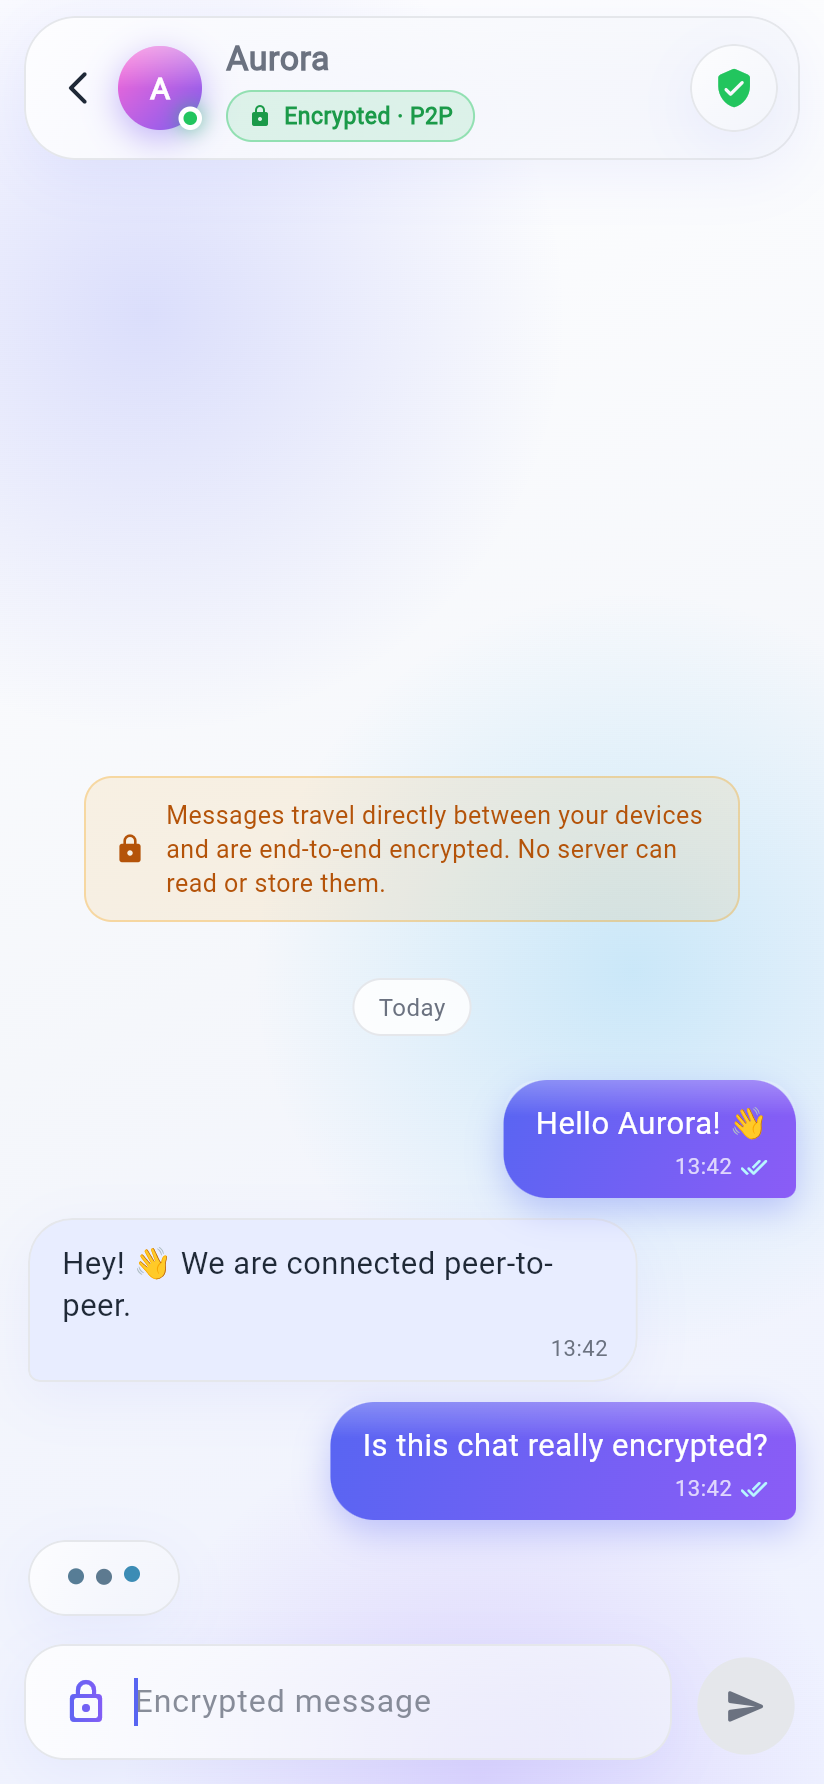 A
Aurora
Encrypted · P2P
Messages travel directly between your devices
and are end-to-end encrypted. No server can
read or store them.
Today
Hello Aurora! 👋
13:42
Hey! 👋 We are connected peer-to-
peer.
13:42
Is this chat really encrypted?
13:42
Encrypted message